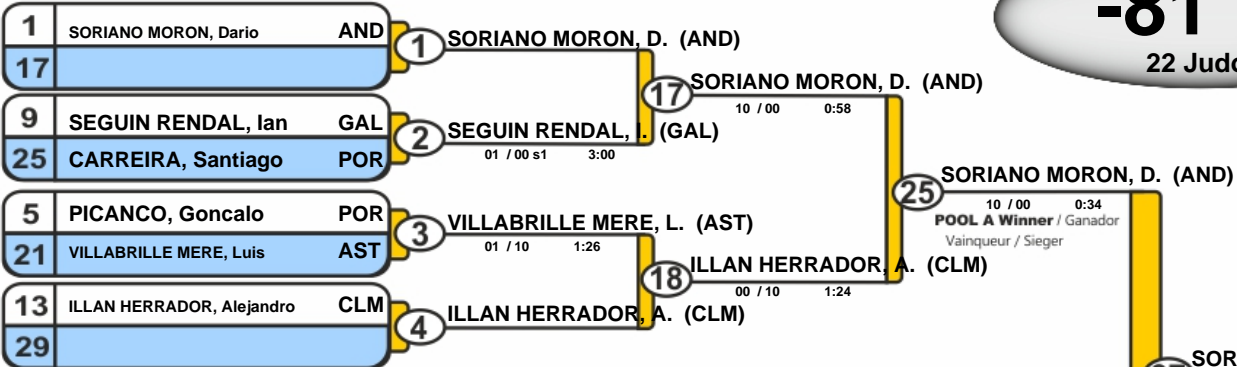 -81
22 Judo
1 SORIANO MORON, Dario AND
17
9 SEGUIN RENDAL, Ian GAL
25 CARREIRA, Santiago POR
5 PICANCO, Goncalo POR
21 VILLABRILLE MERE, Luis AST
13 ILLAN HERRADOR, Alejandro CLM
29
1 SORIANO MORON, D. (AND)
2 SEGUIN RENDAL, I. (GAL)
01 / 00 s1 3:00
3 VILLABRILLE MERE, L. (AST)
01 / 10 1:26
4 ILLAN HERRADOR, A. (CLM)
17 SORIANO MORON, D. (AND)
10 / 00 0:58
18 ILLAN HERRADOR, A. (CLM)
00 / 10 1:24
25 SORIANO MORON, D. (AND)
10 / 00 0:34
POOL A Winner / Ganador
Vainqueur / Sieger
SOR